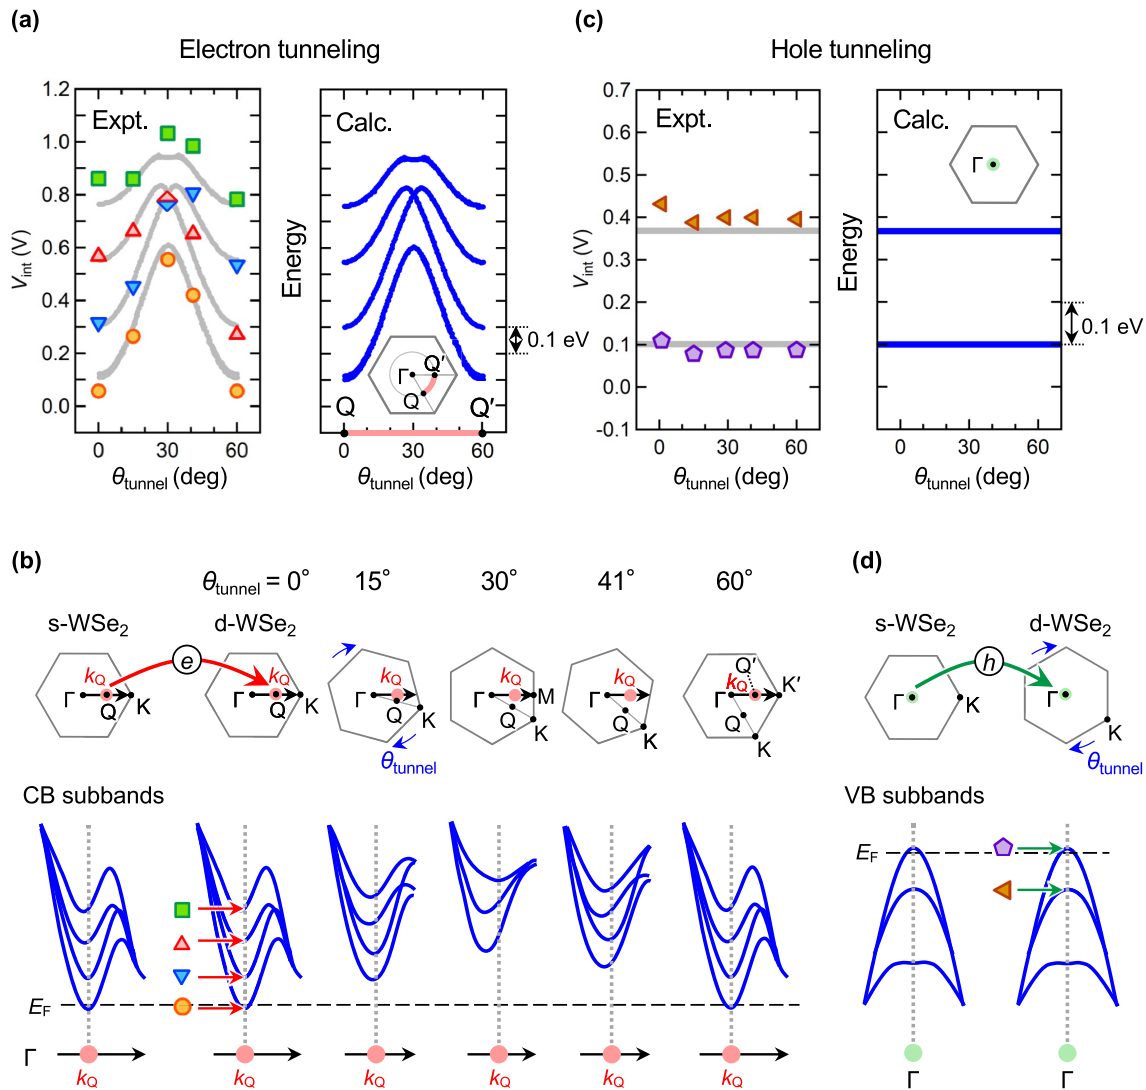 (a)
Electron tunneling
Expt.
V_int (V)
1.2
1.0
0.8
0.6
0.4
0.2
0.0
0 30 60
θ_tunnel (deg)
Calc.
Energy
0.1 eV
Γ
Q′
Q
Q Q′
0 30 60
θ_tunnel (deg)
(c)
Hole tunneling
Expt.
V_int (V)
0.7
0.6
0.5
0.4
0.3
0.2
0.1
0.0
-0.1
0 30 60
θ_tunnel (deg)
Calc.
Γ
Energy
0.1 eV
0 30 60
θ_tunnel (deg)
(b)
θ_tunnel = 0° 15° 30° 41° 60°
s-WSe₂ d-WSe₂
e
k_Q k_Q k_Q k_Q k_Q Q′ k_Q
Γ K Γ K Γ Γ M Γ Γ K′
Q Q Q K Q K Q K Q K
θ_tunnel
CB subbands
E_F
Γ
k_Q k_Q k_Q k_Q k_Q k_Q
(d)
s-WSe₂ d-WSe₂
h
Γ K Γ K
θ_tunnel
VB subbands
E_F
Γ Γ